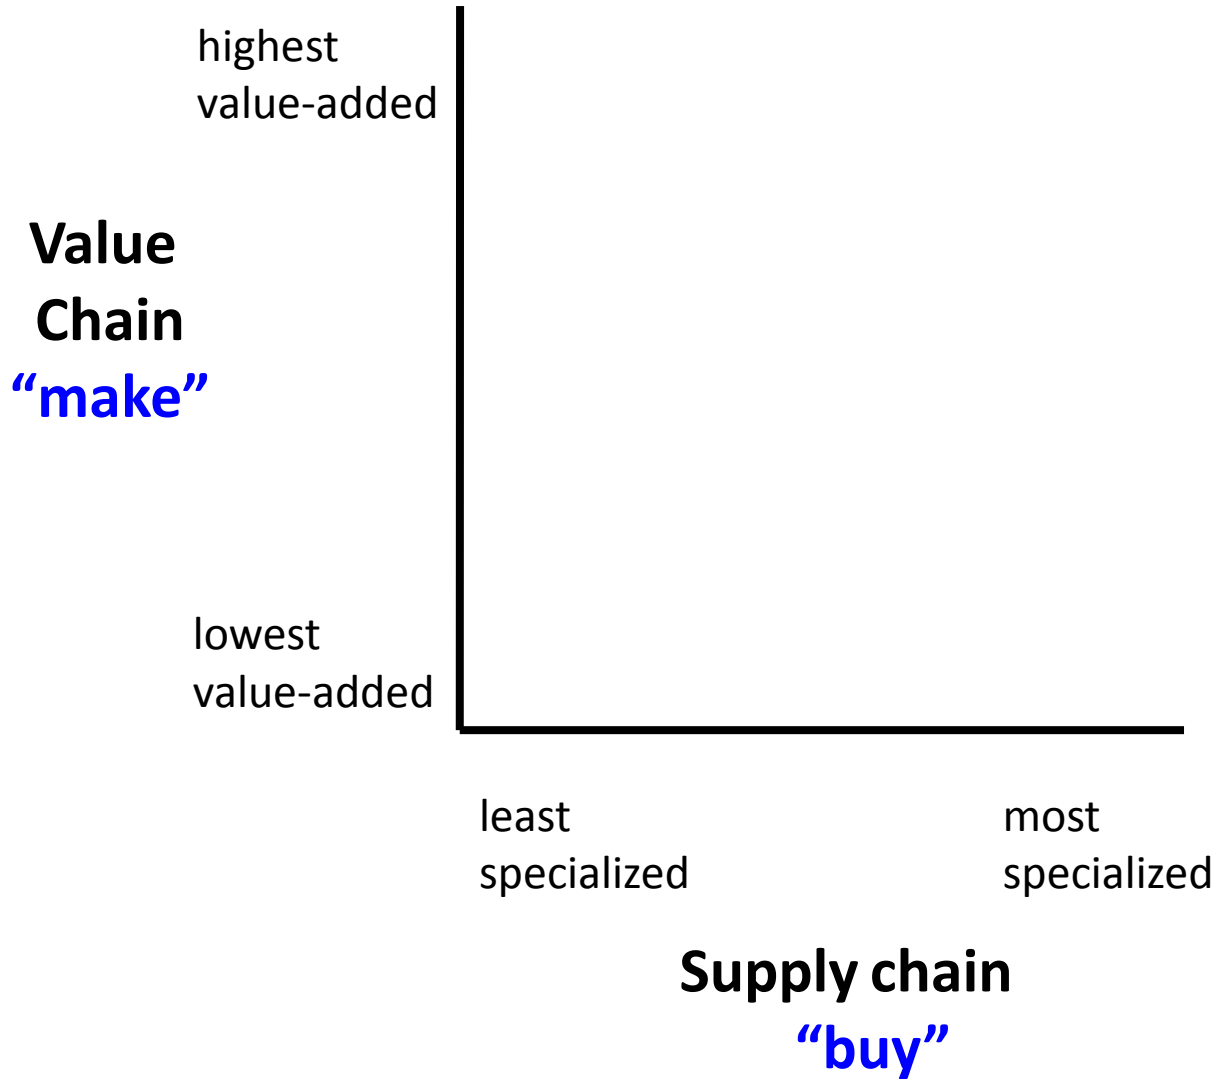 highest
value-added
Value
Chain
“make”
lowest
value-added
least
specialized
most
specialized
Supply chain
“buy”